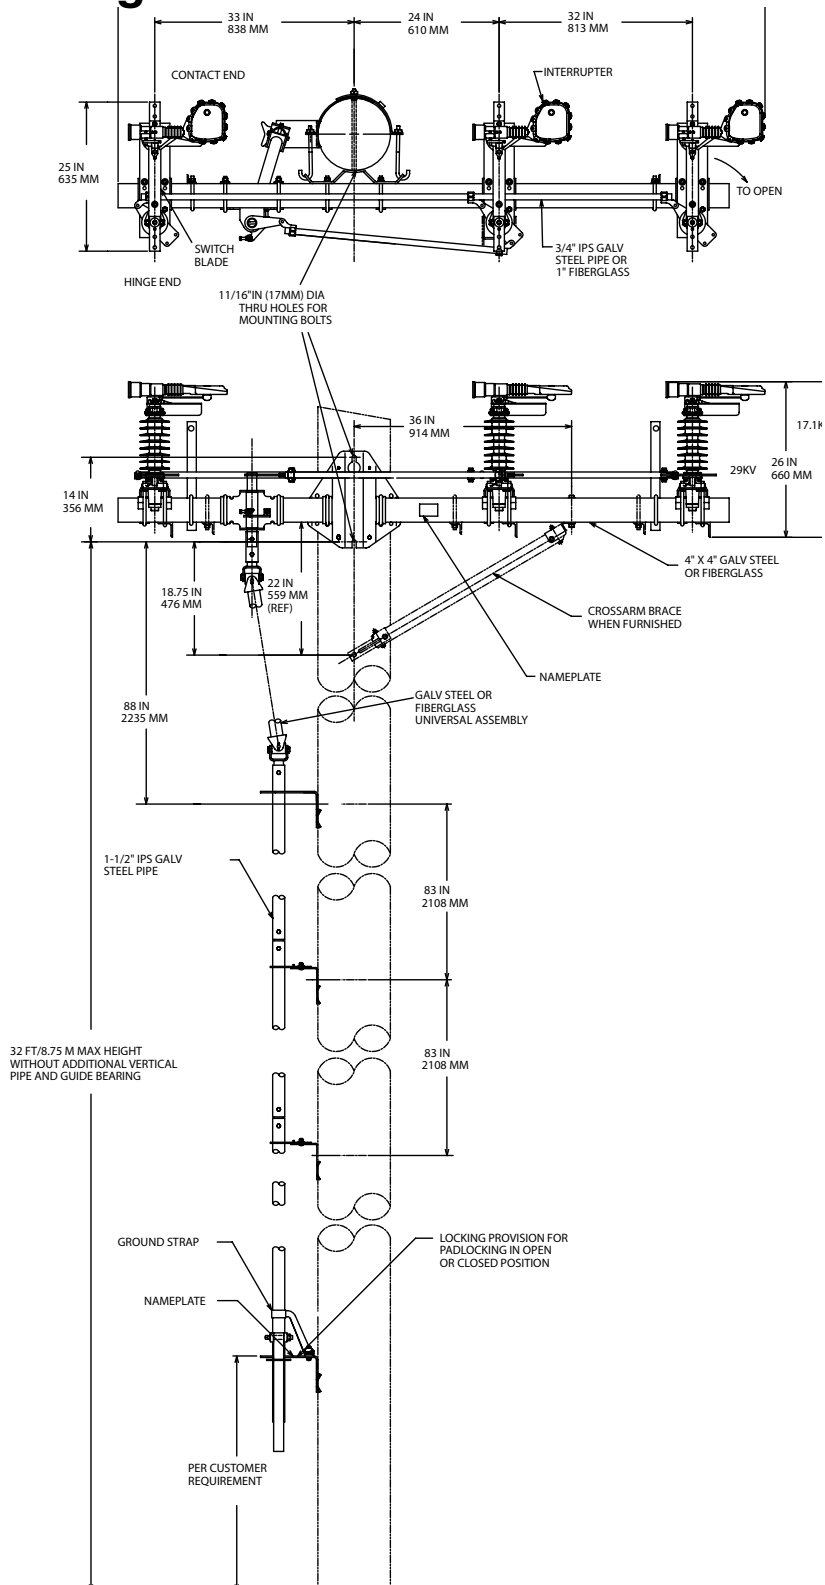 g
33 IN
838 MM
24 IN
610 MM
32 IN
813 MM
CONTACT END
INTERRUPTER
25 IN
635 MM
TO OPEN
SWITCH
BLADE
3/4" IPS GALV
STEEL PIPE OR
1" FIBERGLASS
HINGE END
11/16"IN (17MM) DIA
THRU HOLES FOR
MOUNTING BOLTS
36 IN
914 MM
17.1K
29KV
26 IN
660 MM
14 IN
356 MM
18.75 IN
476 MM
22 IN
559 MM
(REF)
4" X 4" GALV STEEL
OR FIBERGLASS
CROSSARM BRACE
WHEN FURNISHED
NAMEPLATE
88 IN
2235 MM
GALV STEEL OR
FIBERGLASS
UNIVERSAL ASSEMBLY
1-1/2" IPS GALV
STEEL PIPE
83 IN
2108 MM
32 FT/8.75 M MAX HEIGHT
WITHOUT ADDITIONAL VERTICAL
PIPE AND GUIDE BEARING
83 IN
2108 MM
GROUND STRAP
LOCKING PROVISION FOR
PADLOCKING IN OPEN
OR CLOSED POSITION
NAMEPLATE
PER CUSTOMER
REQUIREMENT